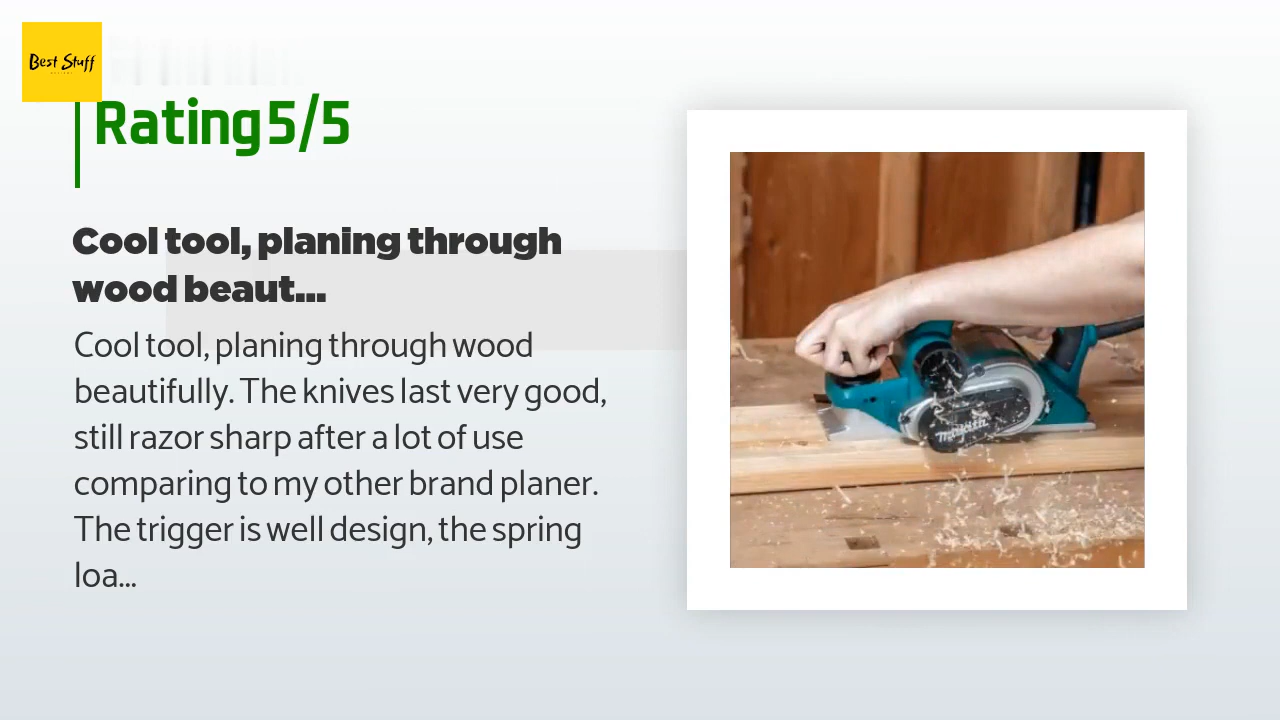 Best Stuff
Rating 5/5
Cool tool, planing through
wood beaut...
Cool tool, planing through wood
beautifully. The knives last very good,
still razor sharp after a lot of use
comparing to my other brand planer.
The trigger is well design, the spring
loa...
makita